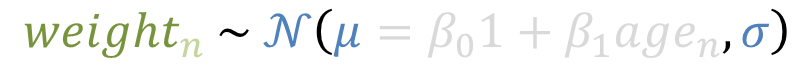 weightₙ ~ 𝒩(μ = β₀1 + β₁ageₙ, σ)